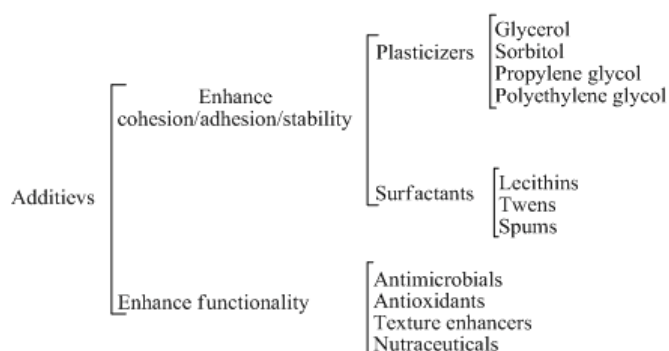 Additievs
Enhance
cohesion/adhesion/stability
Plasticizers
Glycerol
Sorbitol
Propylene glycol
Polyethylene glycol
Surfactants
Lecithins
Twens
Spums
Enhance functionality
Antimicrobials
Antioxidants
Texture enhancers
Nutraceuticals